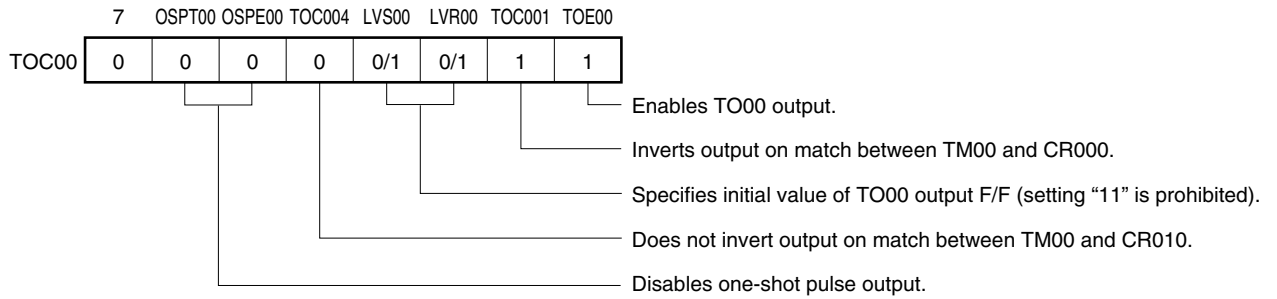 7 OSPT00 OSPE00 TOC004 LVS00 LVR00 TOC001 TOE00
TOC00 0 0 0 0 0/1 0/1 1 1
Enables TO00 output.
Inverts output on match between TM00 and CR000.
Specifies initial value of TO00 output F/F (setting “11” is prohibited).
Does not invert output on match between TM00 and CR010.
Disables one-shot pulse output.